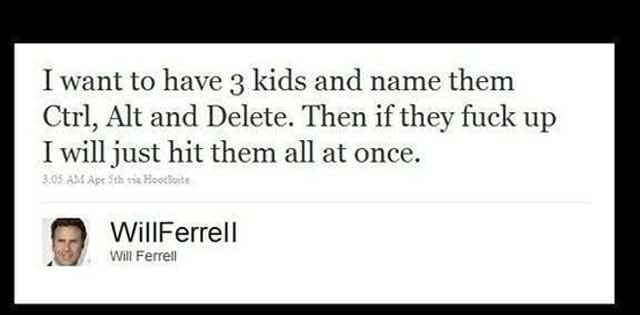 I want to have 3 kids and name them
Ctrl, Alt and Delete. Then if they fuck up
I will just hit them all at once.
3:05 AM Apr 5th via HootSuite
WillFerrell
Will Ferrell